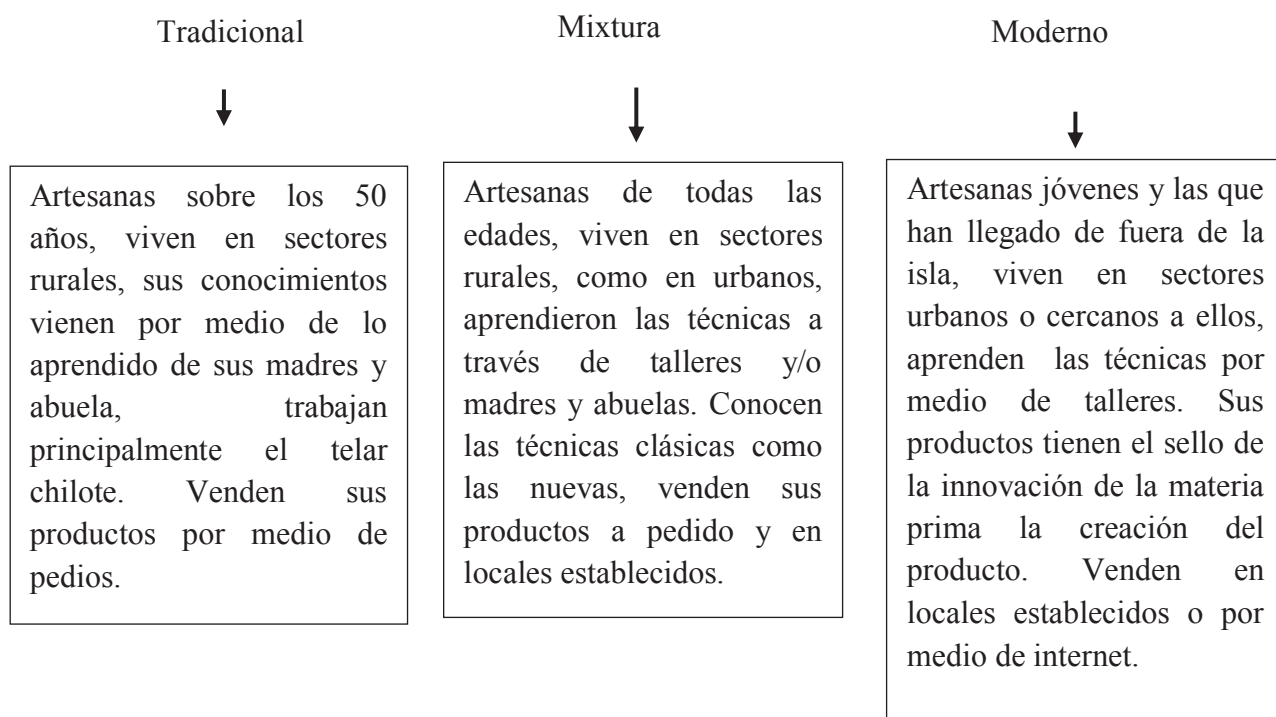 Tradicional
Artesanas sobre los 50
años, viven en sectores
rurales, sus conocimientos
vienen por medio de lo
aprendido de sus madres y
abuela, trabajan
principalmente el telar
chilote. Venden sus
productos por medio de
pedios.
Mixtura
Artesanas de todas las
edades, viven en sectores
rurales, como en urbanos,
aprendieron las técnicas a
través de talleres y/o
madres y abuelas. Conocen
las técnicas clásicas como
las nuevas, venden sus
productos a pedido y en
locales establecidos.
Moderno
Artesanas jóvenes y las que
han llegado de fuera de la
isla, viven en sectores
urbanos o cercanos a ellos,
aprenden las técnicas por
medio de talleres. Sus
productos tienen el sello de
la innovación de la materia
prima la creación del
producto. Venden en
locales establecidos o por
medio de internet.